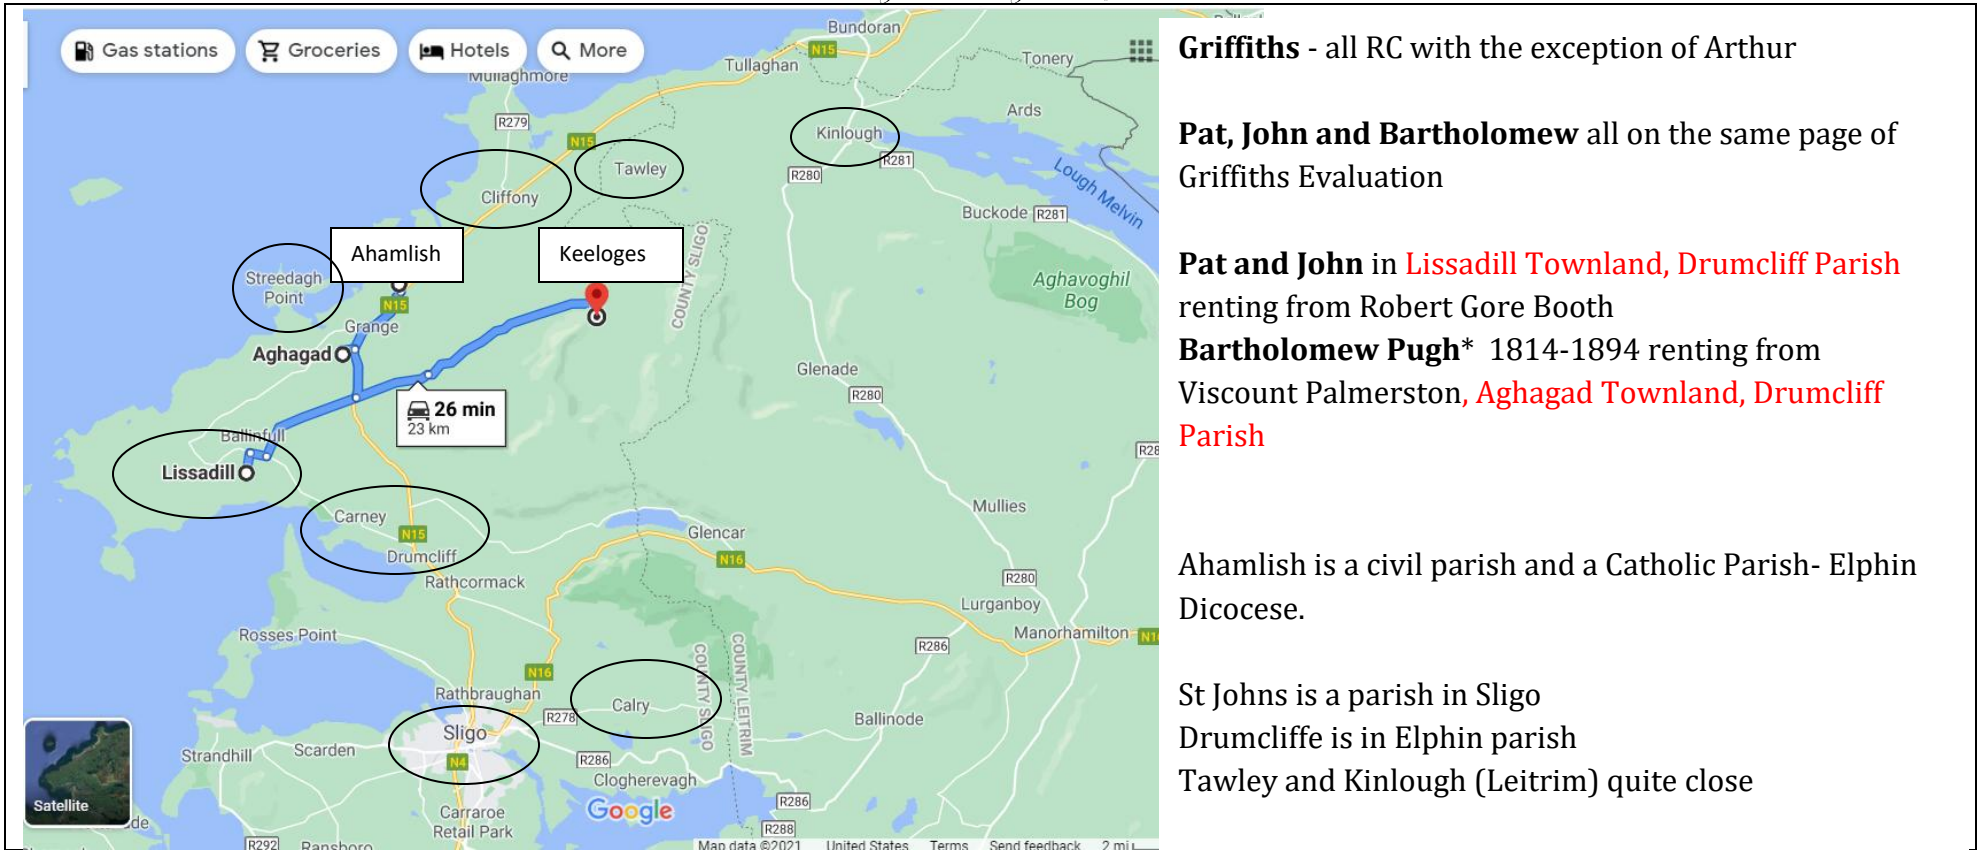 Gas stations
Groceries
Hotels
More
Bundoran
N15
Tullaghan
Tonery
Mullaghmore
R279
Ards
N15
Kinlough
R281
Tawley
R280
Lough Melvin
Cliffony
Buckode R281
Ahamlish
Keeloges
COUNTY SLIGO
Streedagh
Point
Aghavoghil
Bog
N15
Grange
Aghagad
Glenade
R280
26 min
23 km
Ballinfull
Lissadill
Mullies
Carney
N15
Drumcliff
Glencar
N16
Rathcormack
R280
Lurganboy
Rosses Point
Manorhamilton
R286
COUNTY SLIGO
COUNTY LEITRIM
N16
Rathbraughan
R278
Calry
Ballinode
Sligo
Strandhill
Scarden
N4
R286
Clogherevagh
Satellite
Google
R286
Carraroe
Retail Park
R288
R292
Ransboro
Map data ©2021 United States Terms Send feedback 2 mi
Griffiths - all RC with the exception of Arthur
Pat, John and Bartholomew all on the same page of
Griffiths Evaluation
Pat and John in Lissadill Townland, Drumcliff Parish
renting from Robert Gore Booth
Bartholomew Pugh* 1814-1894 renting from
Viscount Palmerston, Aghagad Townland, Drumcliff
Parish
Ahamlish is a civil parish and a Catholic Parish- Elphin
Dicocese.
St Johns is a parish in Sligo
Drumcliffe is in Elphin parish
Tawley and Kinlough (Leitrim) quite close